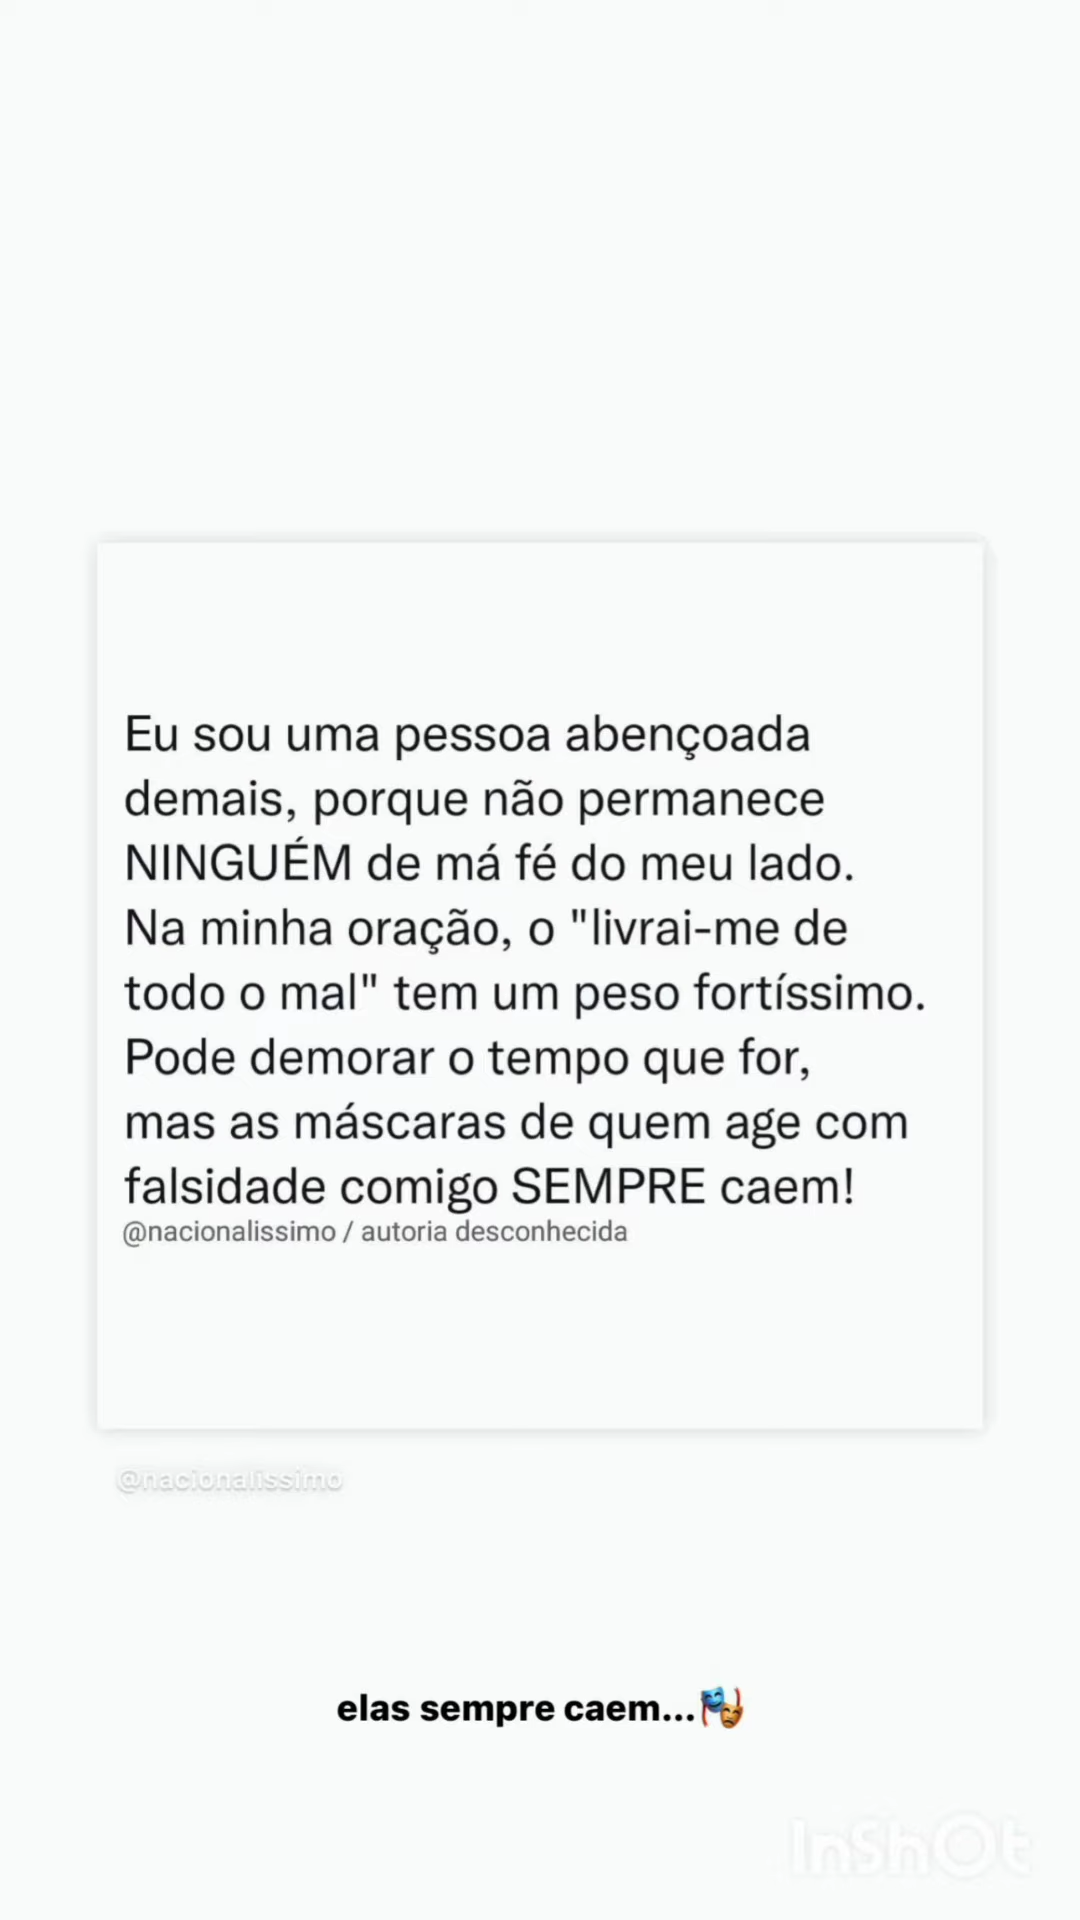 Eu sou uma pessoa abençoada
demais, porque não permanece
NINGUÉM de má fé do meu lado.
Na minha oração, o "livrai-me de
todo o mal" tem um peso fortíssimo.
Pode demorar o tempo que for,
mas as máscaras de quem age com
falsidade comigo SEMPRE caem!
@nacionalissimo / autoria desconhecida
@nacionalissimo
elas sempre caem...🎭
InShOt